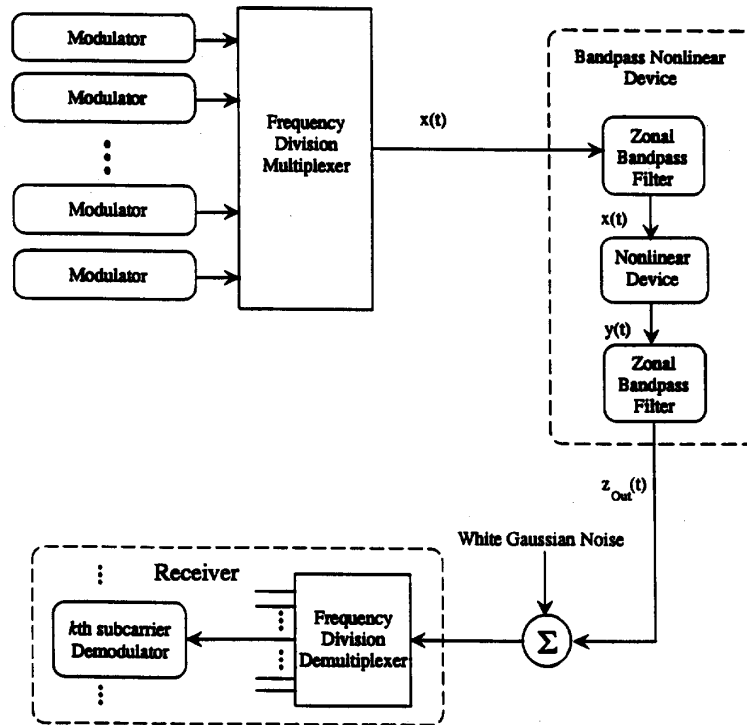 Modulator
Modulator
Modulator
Modulator
Frequency
Division
Multiplexer
x(t)
Bandpass Nonlinear
Device
Zonal
Bandpass
Filter
x(t)
Nonlinear
Device
y(t)
Zonal
Bandpass
Filter
z_Out(t)
White Gaussian Noise
Σ
Receiver
Frequency
Division
Demultiplexer
kth subcarrier
Demodulator